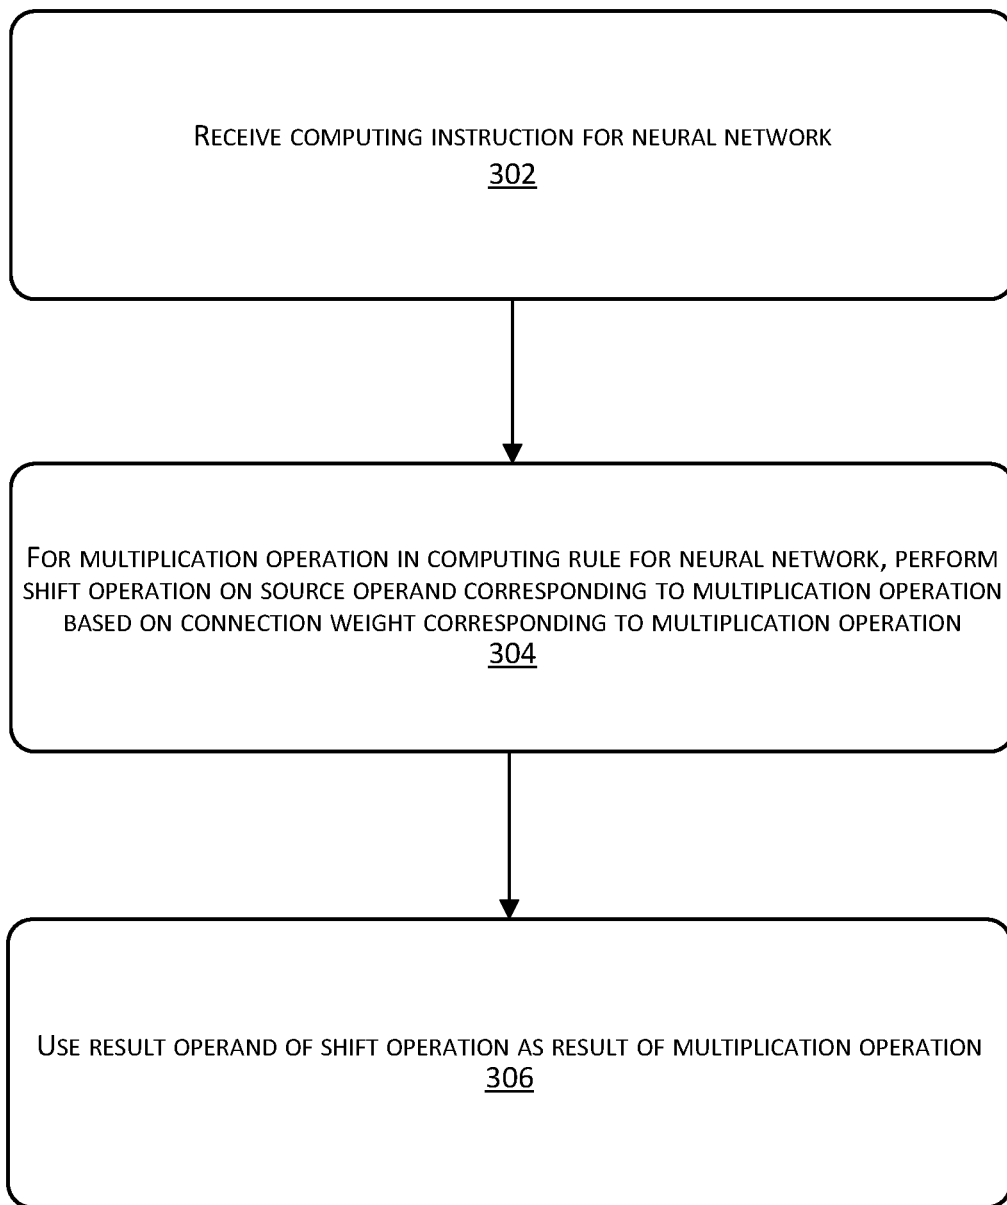 RECEIVE COMPUTING INSTRUCTION FOR NEURAL NETWORK
302
FOR MULTIPLICATION OPERATION IN COMPUTING RULE FOR NEURAL NETWORK, PERFORM
SHIFT OPERATION ON SOURCE OPERAND CORRESPONDING TO MULTIPLICATION OPERATION
BASED ON CONNECTION WEIGHT CORRESPONDING TO MULTIPLICATION OPERATION
304
USE RESULT OPERAND OF SHIFT OPERATION AS RESULT OF MULTIPLICATION OPERATION
306